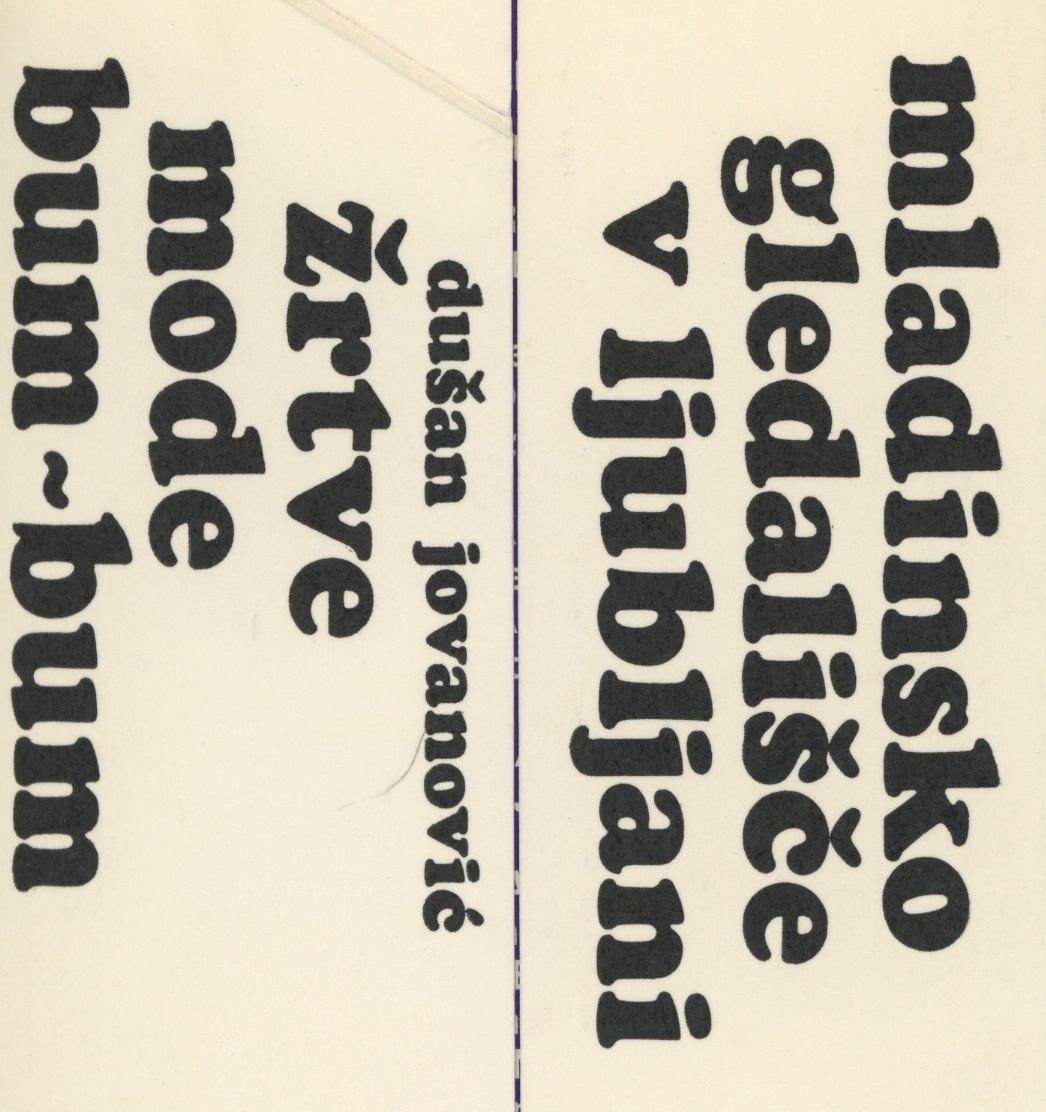 mladinsko
gledališče
v ljubljani
dušan jovanović
žrtve
mode
bum~bum